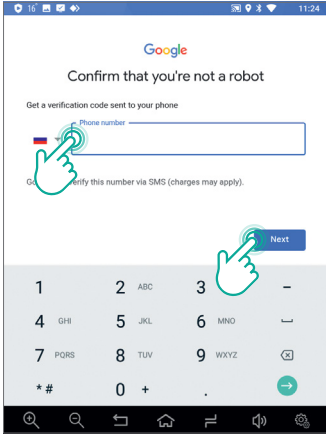 16° 11:24
Google
Confirm that you're not a robot
Get a verification code sent to your phone
Phone number
verify this number via SMS (charges may apply).
Next
1 2 ABC 3 –
4 GHI 5 JKL 6 MNO
7 PQRS 8 TUV 9 WXYZ
* # 0 + .